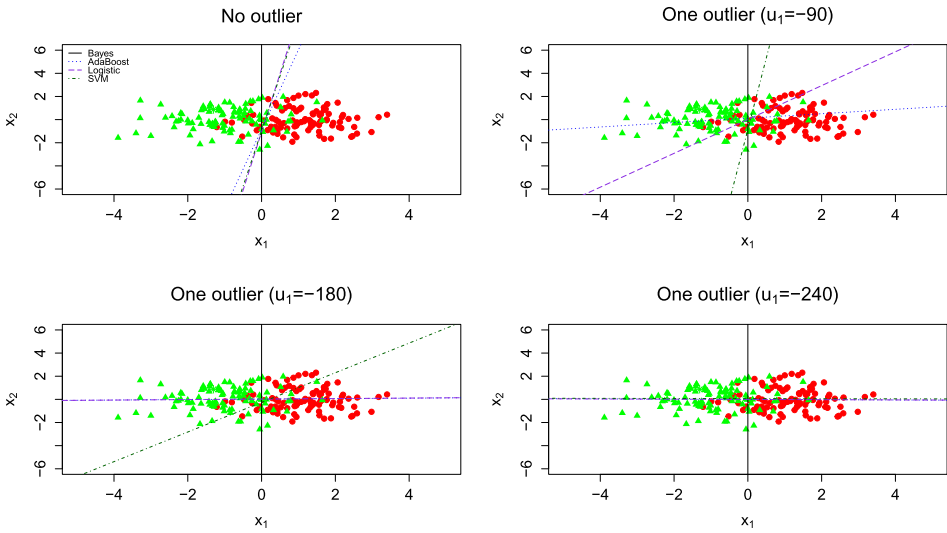 No outlier
One outlier (u₁=−90)
Bayes
AdaBoost
Logistic
SVM
x₂
6
4
2
−2
−6
−4
−2
0
2
4
x₁
x₂
6
4
2
−2
−6
−4
−2
0
2
4
x₁
One outlier (u₁=−180)
One outlier (u₁=−240)
x₂
6
4
2
−2
−6
−4
−2
0
2
4
x₁
x₂
6
4
2
−2
−6
−4
−2
0
2
4
x₁